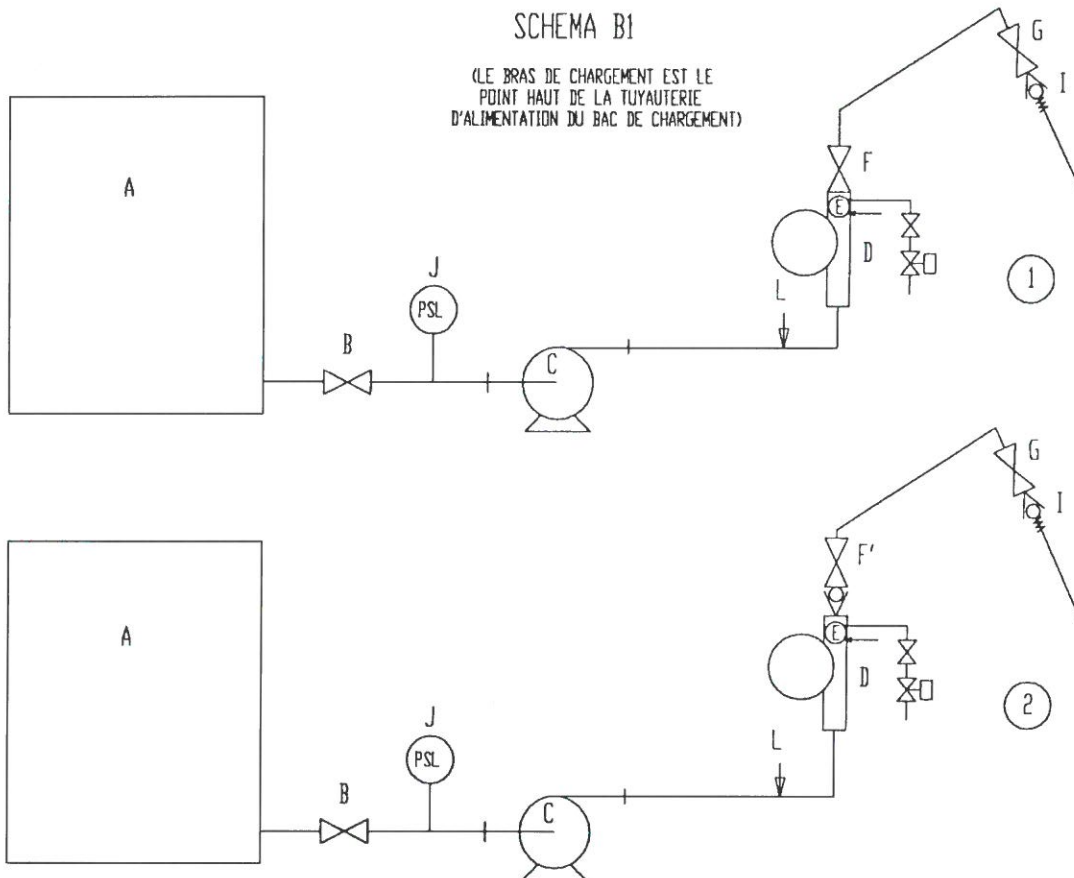 SCHEMA B1
(LE BRAS DE CHARGEMENT EST LE
POINT HAUT DE LA TUYAUTERIE
D'ALIMENTATION DU BAC DE CHARGEMENT)
G
I
A
F
E
D
J
PSL
L
1
B
C
G
I
F'
A
E
D
2
J
PSL
L
B
C